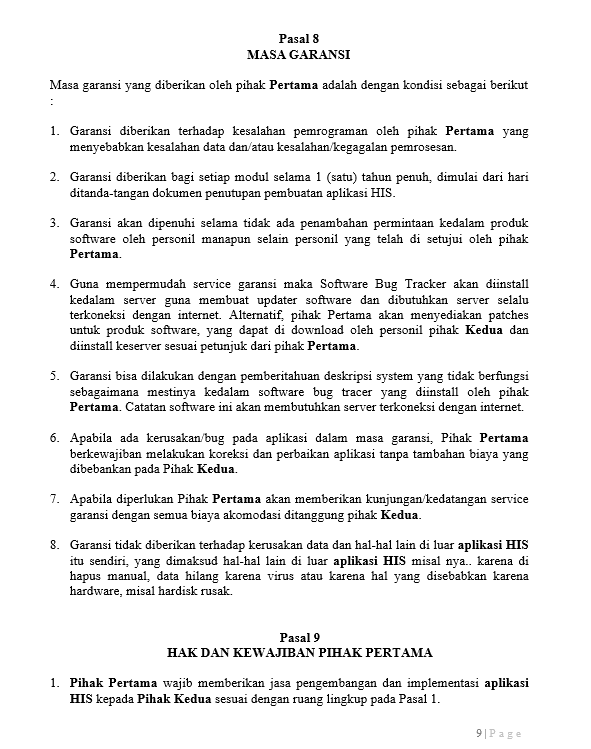 Pasal 8
MASA GARANSI
Masa garansi yang diberikan oleh pihak Pertama adalah dengan kondisi sebagai berikut
:
1. Garansi diberikan terhadap kesalahan pemrograman oleh pihak Pertama yang
menyebabkan kesalahan data dan/atau kesalahan/kegagalan pemrosesan.
2. Garansi diberikan bagi setiap modul selama 1 (satu) tahun penuh, dimulai dari hari
ditanda-tangan dokumen penutupan pembuatan aplikasi HIS.
3. Garansi akan dipenuhi selama tidak ada penambahan permintaan kedalam produk
software oleh personil manapun selain personil yang telah di setujui oleh pihak
Pertama.
4. Guna mempermudah service garansi maka Software Bug Tracker akan diinstall
kedalam server guna membuat updater software dan dibutuhkan server selalu
terkoneksi dengan internet. Alternatif, pihak Pertama akan menyediakan patches
untuk produk software, yang dapat di download oleh personil pihak Kedua dan
diinstall keserver sesuai petunjuk dari pihak Pertama.
5. Garansi bisa dilakukan dengan pemberitahuan deskripsi system yang tidak berfungsi
sebagaimana mestinya kedalam software bug tracer yang diinstall oleh pihak
Pertama. Catatan software ini akan membutuhkan server terkoneksi dengan internet.
6. Apabila ada kerusakan/bug pada aplikasi dalam masa garansi, Pihak Pertama
berkewajiban melakukan koreksi dan perbaikan aplikasi tanpa tambahan biaya yang
dibebankan pada Pihak Kedua.
7. Apabila diperlukan Pihak Pertama akan memberikan kunjungan/kedatangan service
garansi dengan semua biaya akomodasi ditanggung pihak Kedua.
8. Garansi tidak diberikan terhadap kerusakan data dan hal-hal lain di luar aplikasi HIS
itu sendiri, yang dimaksud hal-hal lain di luar aplikasi HIS misal nya.. karena di
hapus manual, data hilang karena virus atau karena hal yang disebabkan karena
hardware, misal hardisk rusak.
Pasal 9
HAK DAN KEWAJIBAN PIHAK PERTAMA
1. Pihak Pertama wajib memberikan jasa pengembangan dan implementasi aplikasi
HIS kepada Pihak Kedua sesuai dengan ruang lingkup pada Pasal 1.
9 | Page